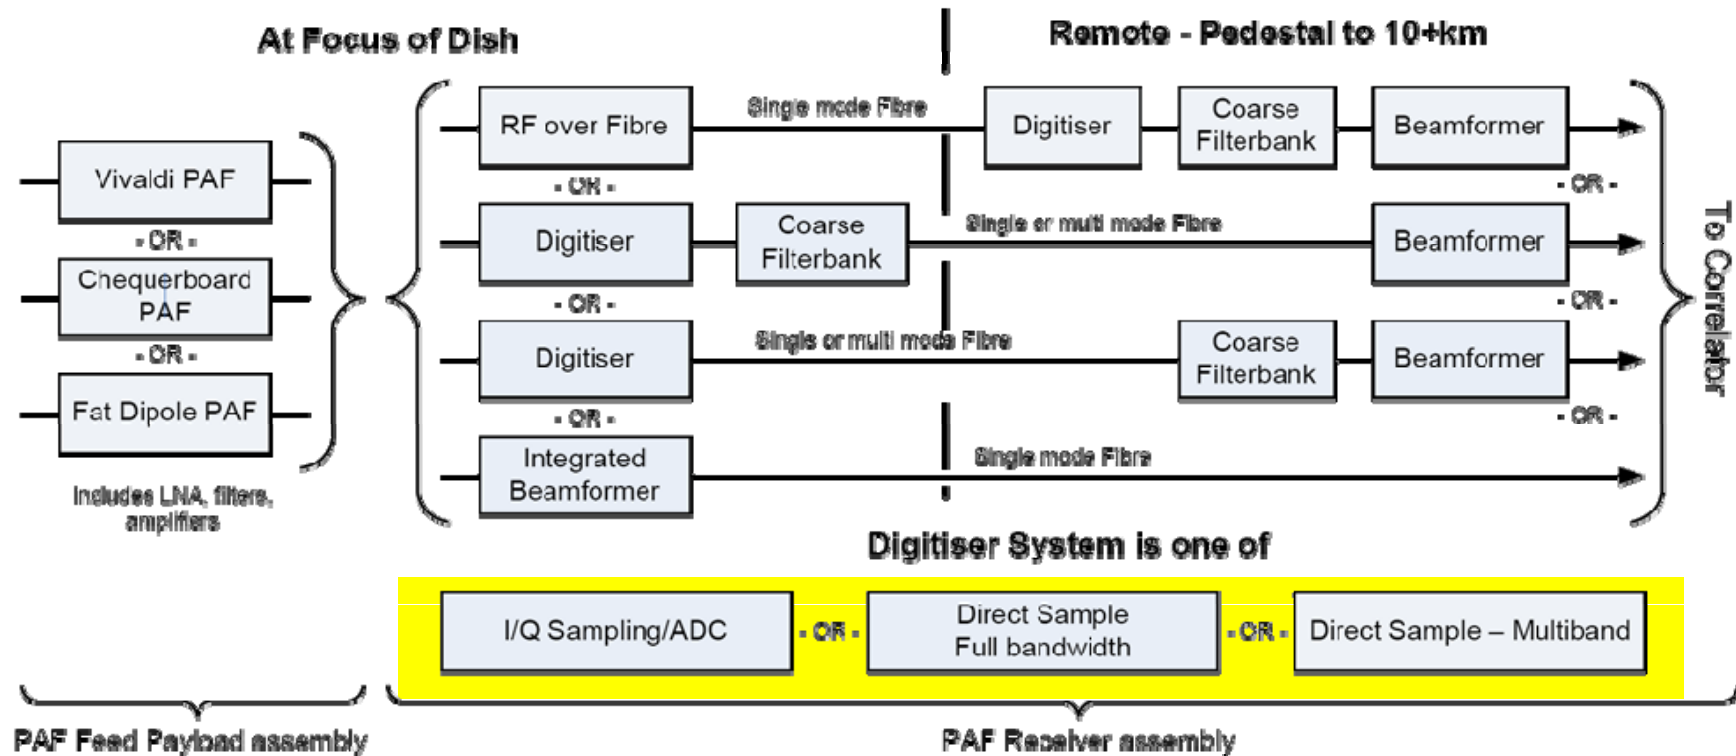 At Focus of Dish
Remote - Pedestal to 10+km
Vivaldi PAF
- OR -
Chequerboard
PAF
- OR -
Fat Dipole PAF
Includes LNA, filters,
amplifiers
RF over Fibre
Single mode Fibre
Digitiser
Coarse
Filterbank
Beamformer
- OR -
- OR -
Digitiser
Coarse
Filterbank
Single or multi mode Fibre
Beamformer
- OR -
- OR -
Digitiser
Single or multi mode Fibre
Coarse
Filterbank
Beamformer
- OR -
- OR -
Integrated
Beamformer
Single mode Fibre
To Correlator
Digitiser System is one of
I/Q Sampling/ADC
- OR -
Direct Sample
Full bandwidth
- OR -
Direct Sample – Multiband
PAF Feed Payload assembly
PAF Receiver assembly